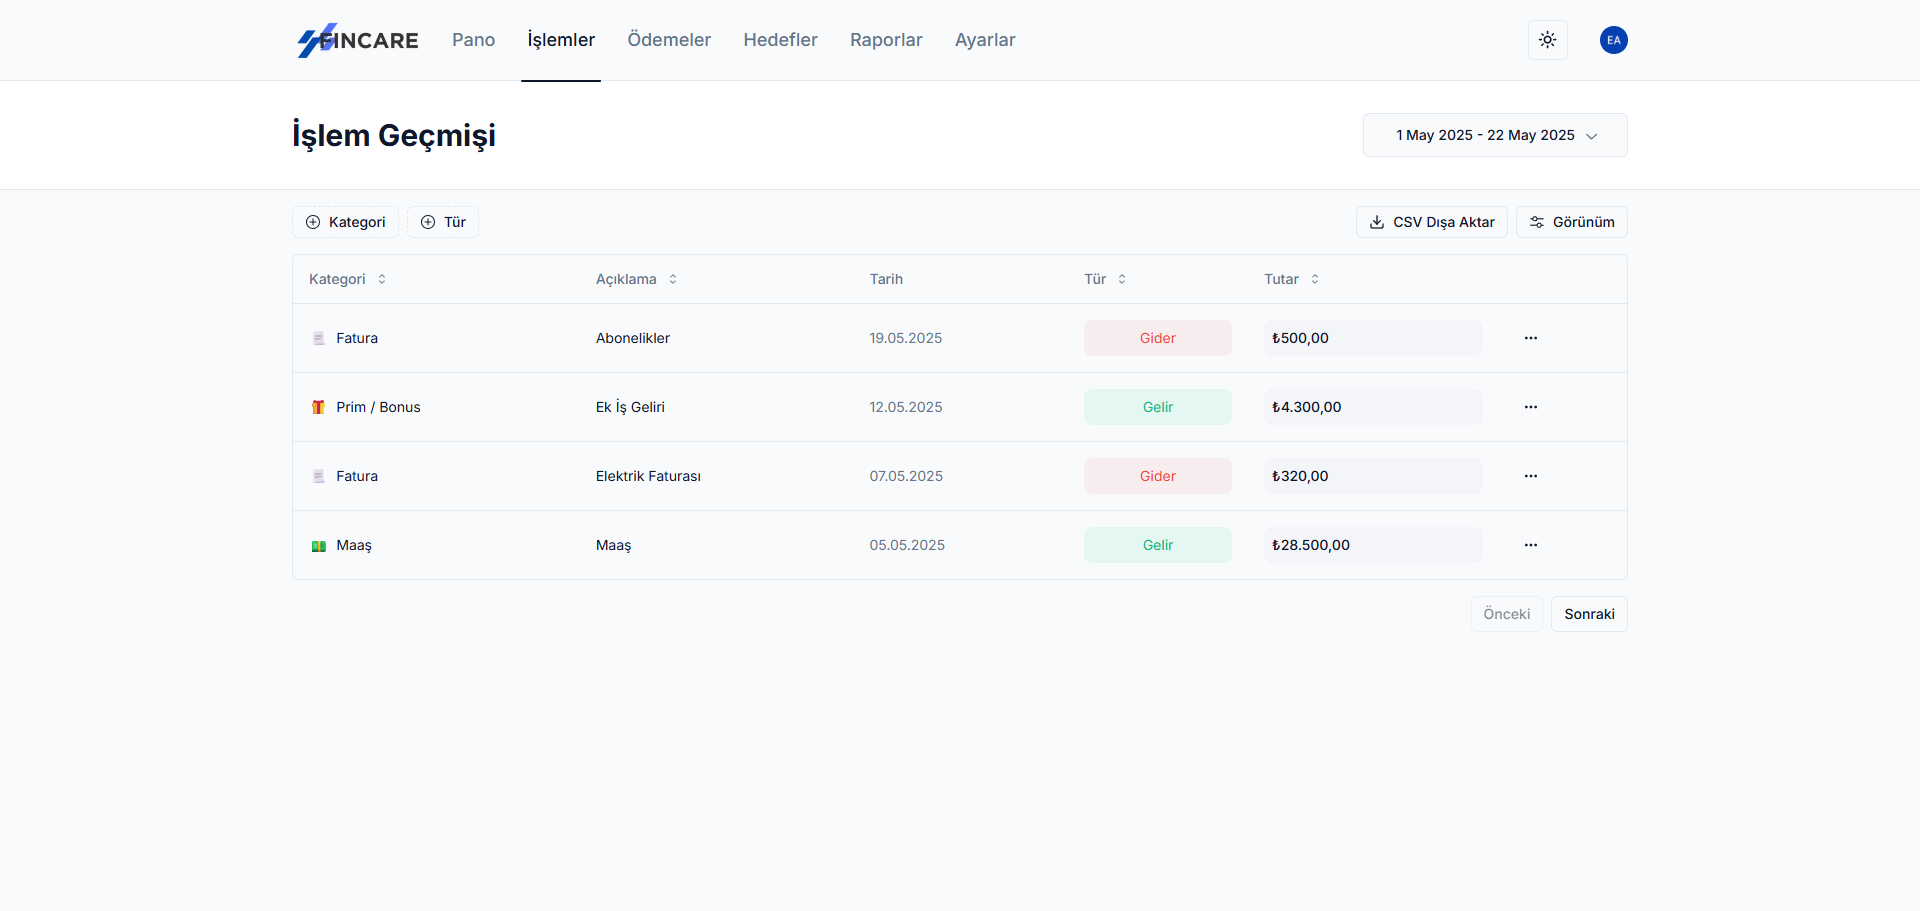 FINCARE Pano İşlemler Ödemeler Hedefler Raporlar Ayarlar EA
İşlem Geçmişi 1 May 2025 - 22 May 2025
Kategori Tür CSV Dışa Aktar Görünüm
Kategori Açıklama Tarih Tür Tutar
Fatura Abonelikler 19.05.2025 Gider ₺500,00
Prim / Bonus Ek İş Geliri 12.05.2025 Gelir ₺4.300,00
Fatura Elektrik Faturası 07.05.2025 Gider ₺320,00
Maaş Maaş 05.05.2025 Gelir ₺28.500,00
Önceki Sonraki